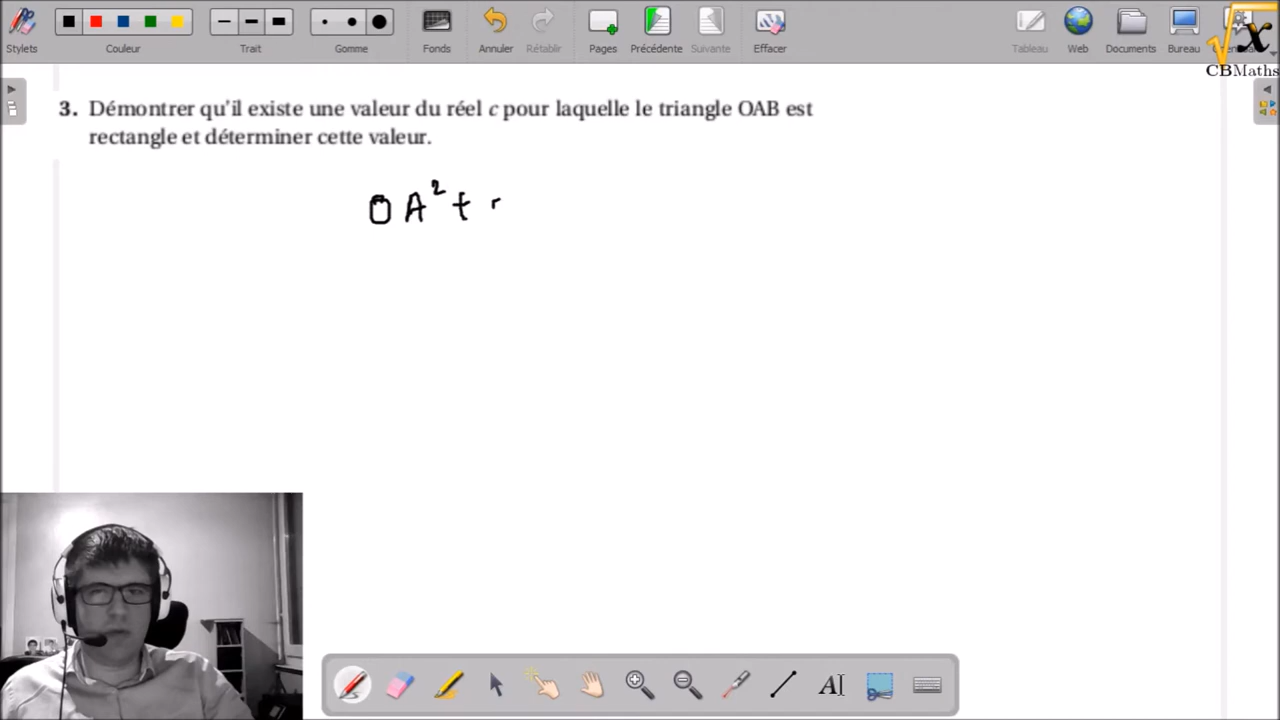 Stylets
Couleur
Trait
Gomme
Fonds
Annuler
Rétablir
Pages
Précédente
Suivante
Effacer
Tableau
Web
Documents
Bureau
√x
CBMaths
3. Démontrer qu'il existe une valeur du réel c pour laquelle le triangle OAB est
rectangle et déterminer cette valeur.
OA² +
AI